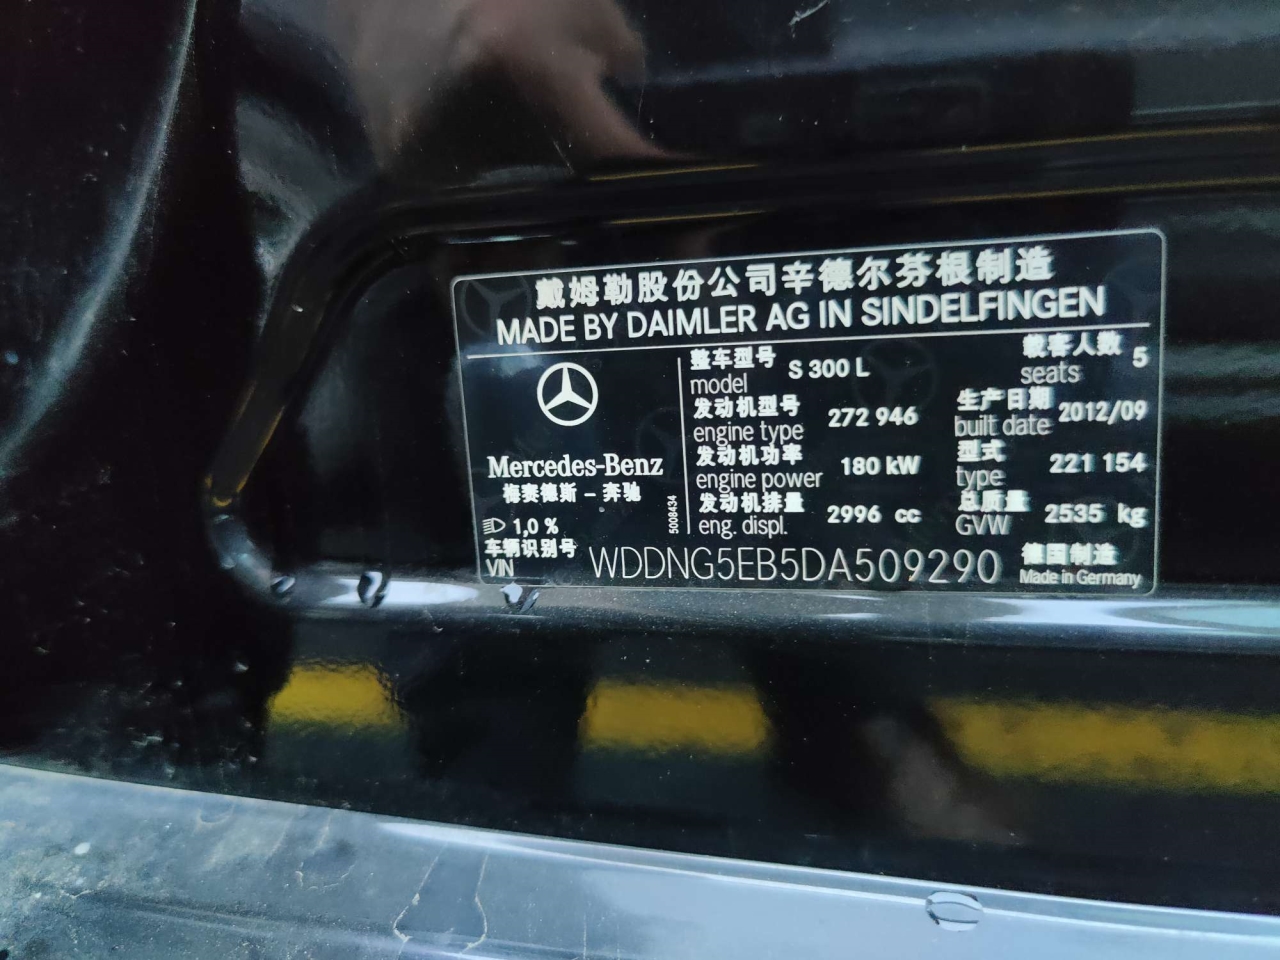 戴姆勒股份公司辛德尔芬根制造
MADE BY DAIMLER AG IN SINDELFINGEN
Mercedes-Benz
梅赛德斯 – 奔驰
1,0 %
5008434
整车型号 S 300 L 载客人数 5
model seats
发动机型号 272 946 生产日期 2012/09
engine type built date
发动机功率 180 kW 型式 221 154
engine power type
发动机排量 2996 cc 总质量 2535 kg
eng. displ. GVW
车辆识别号 WDDNG5EB5DA509290 德国制造
VIN Made in Germany